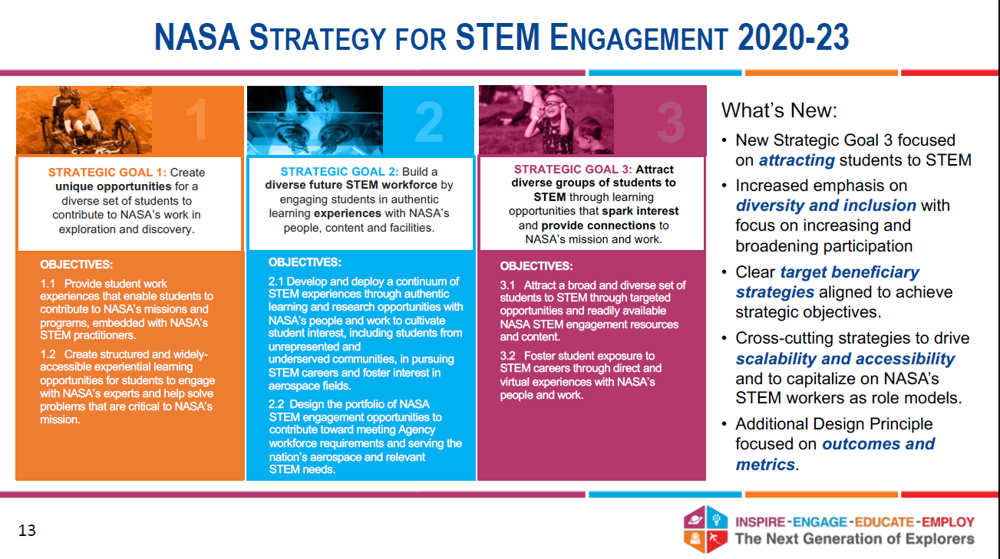 NASA STRATEGY FOR STEM ENGAGEMENT 2020-23
1
STRATEGIC GOAL 1: Create
unique opportunities for a
diverse set of students to
contribute to NASA's work in
exploration and discovery.
OBJECTIVES:
1.1 Provide student work
experiences that enable students to
contribute to NASA's missions and
programs, embedded with NASA's
STEM practitioners.
1.2 Create structured and widely-
accessible experiential learning
opportunities for students to engage
with NASA's experts and help solve
problems that are critical to NASA's
mission.
2
STRATEGIC GOAL 2: Build a
diverse future STEM workforce by
engaging students in authentic
learning experiences with NASA's
people, content and facilities.
OBJECTIVES:
2.1 Develop and deploy a continuum of
STEM experiences through authentic
learning and research opportunities with
NASA's people and work to cultivate
student interest, including students from
unrepresented and
underserved communities, in pursuing
STEM careers and foster interest in
aerospace fields.
2.2 Design the portfolio of NASA
STEM engagement opportunities to
contribute toward meeting Agency
workforce requirements and serving the
nation's aerospace and relevant
STEM needs.
3
STRATEGIC GOAL 3: Attract
diverse groups of students to
STEM through learning
opportunities that spark interest
and provide connections to
NASA's mission and work.
OBJECTIVES:
3.1 Attract a broad and diverse set of
students to STEM through targeted
opportunities and readily available
NASA STEM engagement resources
and content.
3.2 Foster student exposure to
STEM careers through direct and
virtual experiences with NASA's
people and work.
What's New:
• New Strategic Goal 3 focused
on attracting students to STEM
• Increased emphasis on
diversity and inclusion with
focus on increasing and
broadening participation
• Clear target beneficiary
strategies aligned to achieve
strategic objectives.
• Cross-cutting strategies to drive
scalability and accessibility
and to capitalize on NASA's
STEM workers as role models.
• Additional Design Principle
focused on outcomes and
metrics.
13
INSPIRE - ENGAGE - EDUCATE - EMPLOY
The Next Generation of Explorers